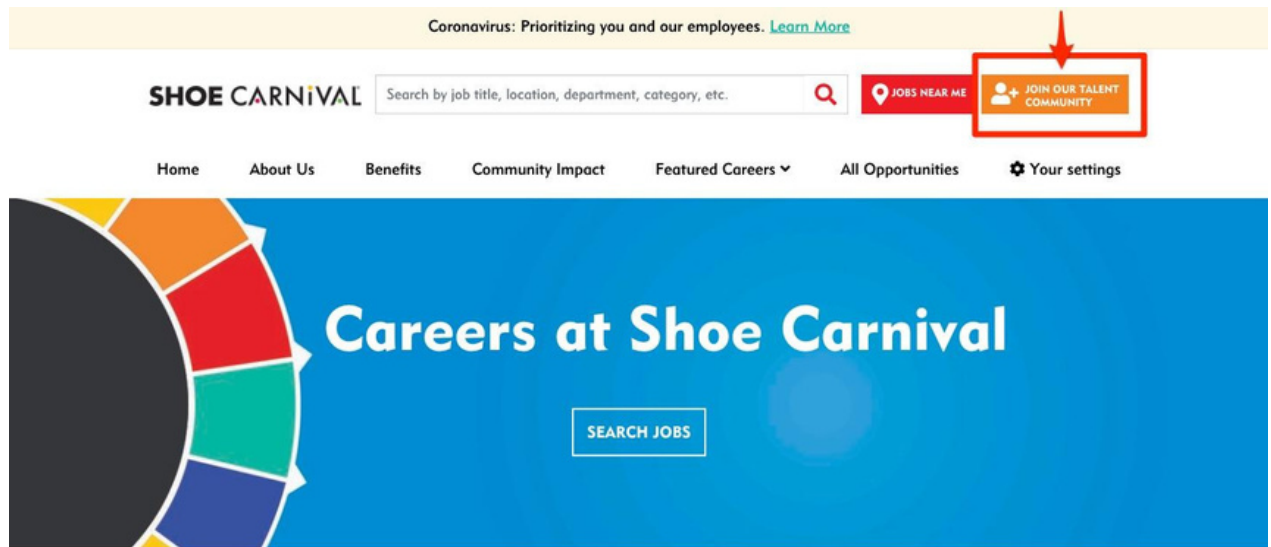 Coronavirus: Prioritizing you and our employees. Learn More
SHOE CARNIVAL
Search by job title, location, department, category, etc.
JOBS NEAR ME
JOIN OUR TALENT
COMMUNITY
Home About Us Benefits Community Impact Featured Careers All Opportunities Your settings
Careers at Shoe Carnival
SEARCH JOBS